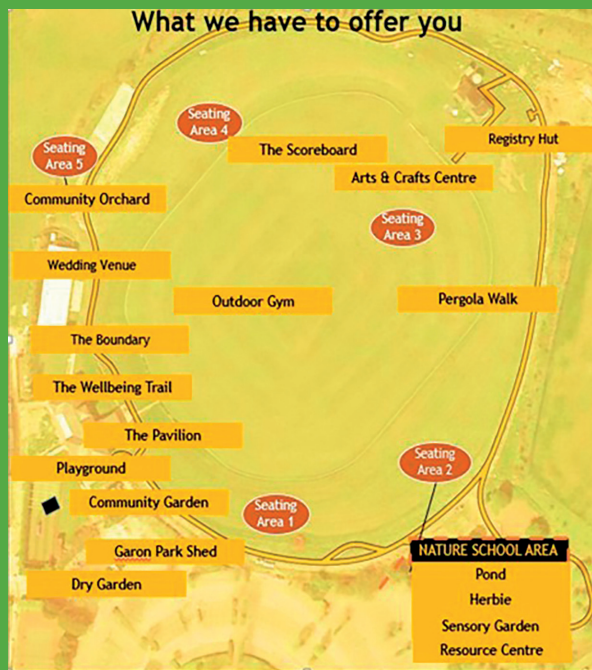 What we have to offer you
Seating
Area 4
The Scoreboard
Registry Hut
Seating
Area 5
Arts & Crafts Centre
Community Orchard
Seating
Area 3
Wedding Venue
Outdoor Gym
Pergola Walk
The Boundary
The Wellbeing Trail
The Pavilion
Playground
Seating
Area 2
Community Garden
Seating
Area 1
Garon Park Shed
Dry Garden
NATURE SCHOOL AREA
Pond
Herbie
Sensory Garden
Resource Centre